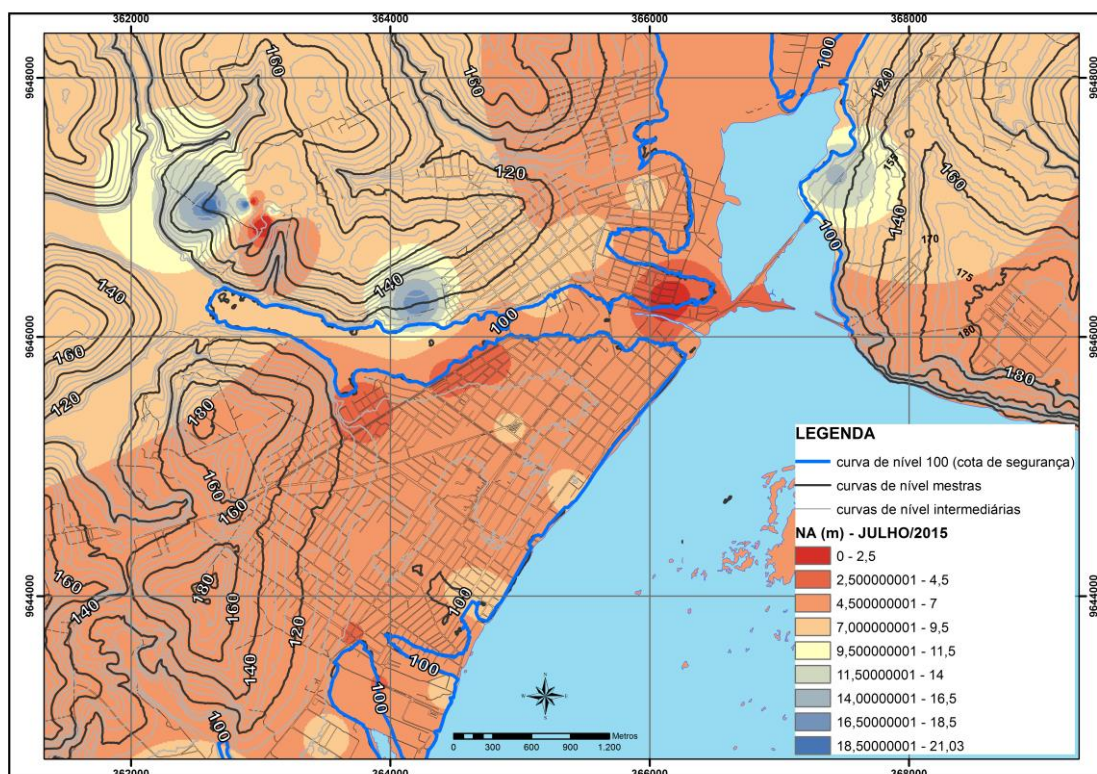 362000 364000 366000 368000
9648000 9648000
9646000 9646000
9644000 9644000
160
100
120
120
155
160
140
140
100
170
175
140
100
160
180
180
120
180
160
160
160
180
160
140
120
140
100
100
100
100
LEGENDA
curva de nível 100 (cota de segurança)
curvas de nível mestras
curvas de nível intermediárias
NA (m) - JULHO/2015
0 - 2,5
2,500000001 - 4,5
4,500000001 - 7
7,000000001 - 9,5
9,500000001 - 11,5
11,50000001 - 14
14,00000001 - 16,5
16,50000001 - 18,5
18,50000001 - 21,03
N
0 300 600 900 1.200 Metros
362000 364000 366000 368000